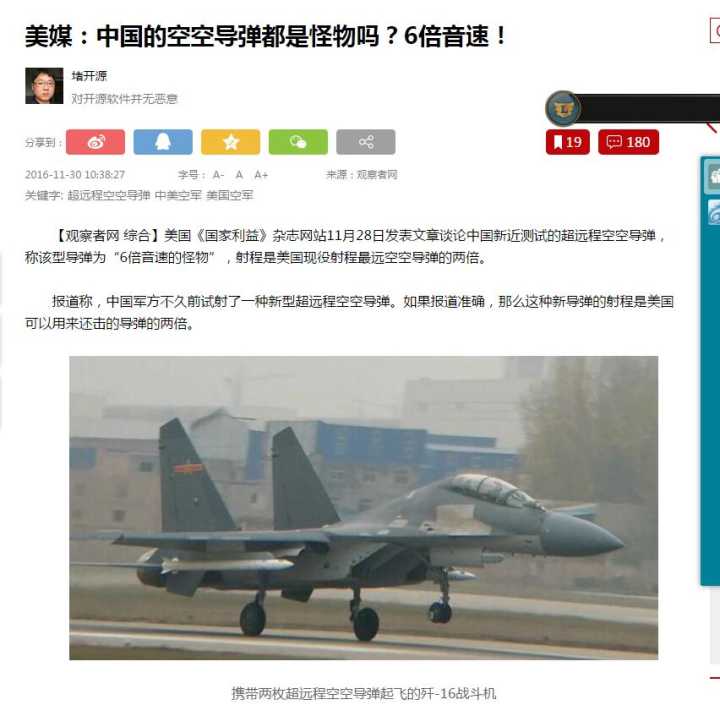 美媒：中国的空空导弹都是怪物吗？6倍音速！
堵开源
对开源软件并无恶意
分享到：
19
180
2016-11-30 10:38:27
字号： A- A A+
来源：观察者网
关键字: 超远程空空导弹 中美空军 美国空军
【观察者网 综合】美国《国家利益》杂志网站11月28日发表文章谈论中国新近测试的超远程空空导弹，
称该型导弹为“6倍音速的怪物”，射程是美国现役射程最远空空导弹的两倍。
报道称，中国军方不久前试射了一种新型超远程空空导弹。如果报道准确，那么这种新导弹的射程是美国
可以用来还击的导弹的两倍。
携带两枚超远程空空导弹起飞的歼-16战斗机